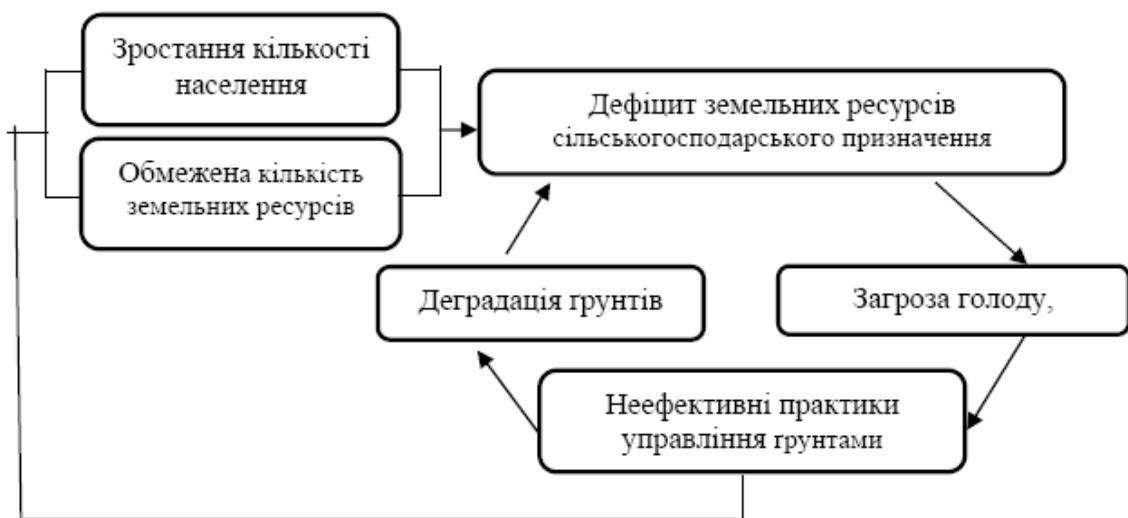 Зростання кількості
населення
Обмежена кількість
земельних ресурсів
Дефіцит земельних ресурсів
сільськогосподарського призначення
Деградація ґрунтів
Загроза голоду,
Неефективні практики
управління ґрунтами